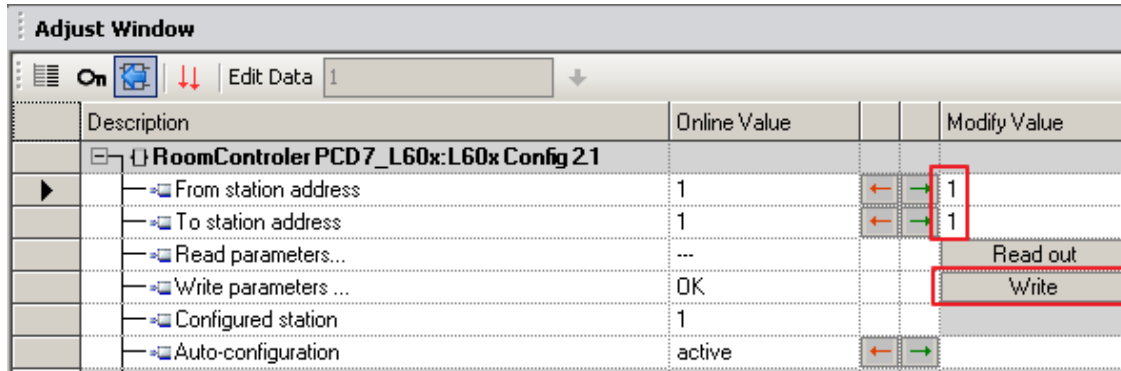 Adjust Window
On Edit Data 1
Description Online Value Modify Value
RoomControler PCD7_L60x:L60x Config 2.1
From station address 1 1
To station address 1 1
Read parameters... --- Read out
Write parameters ... OK Write
Configured station 1
Auto-configuration active